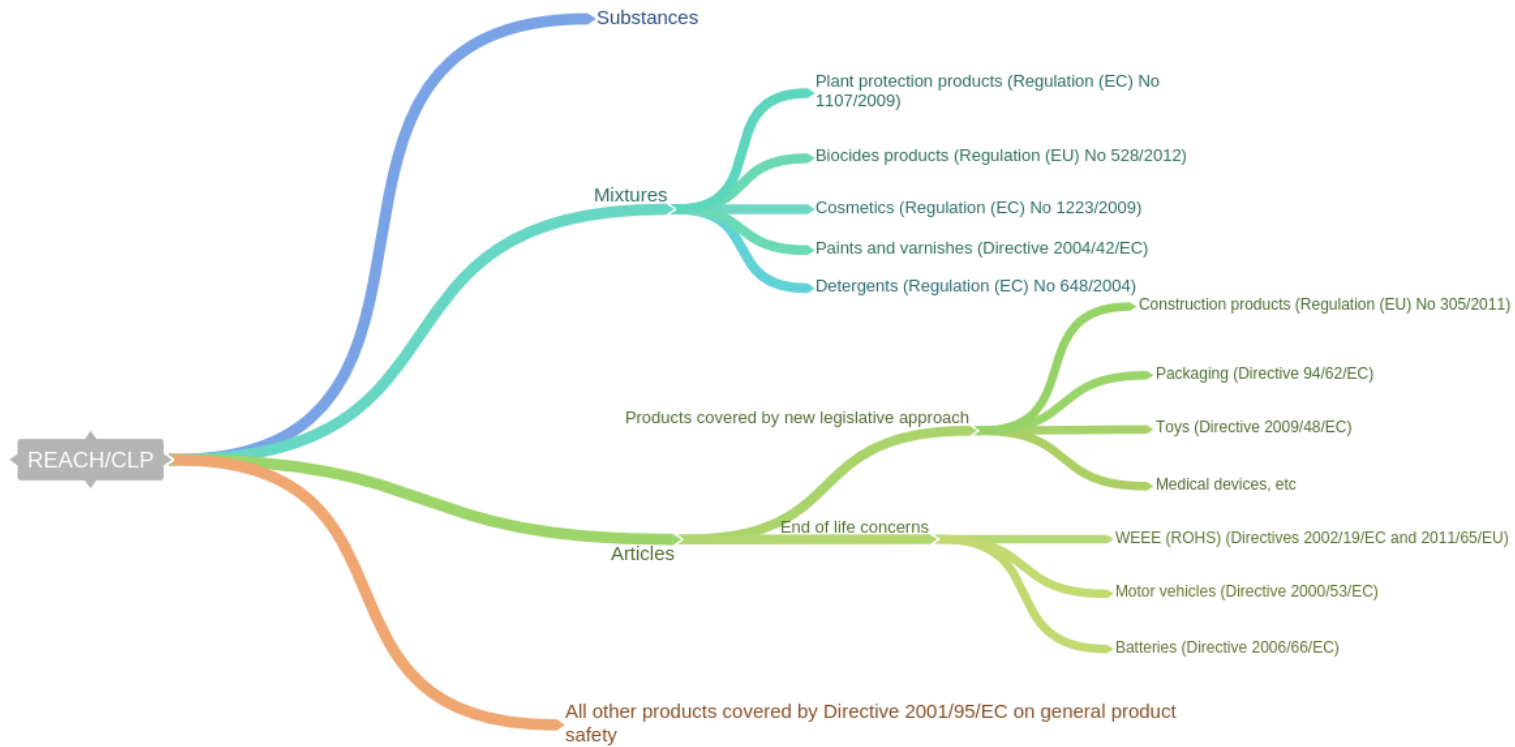 Substances
Plant protection products (Regulation (EC) No
1107/2009)
Biocides products (Regulation (EU) No 528/2012)
Mixtures
Cosmetics (Regulation (EC) No 1223/2009)
Paints and varnishes (Directive 2004/42/EC)
Detergents (Regulation (EC) No 648/2004)
Construction products (Regulation (EU) No 305/2011)
Packaging (Directive 94/62/EC)
Products covered by new legislative approach
Toys (Directive 2009/48/EC)
REACH/CLP
Medical devices, etc
End of life concerns
WEEE (ROHS) (Directives 2002/19/EC and 2011/65/EU)
Articles
Motor vehicles (Directive 2000/53/EC)
Batteries (Directive 2006/66/EC)
All other products covered by Directive 2001/95/EC on general product
safety